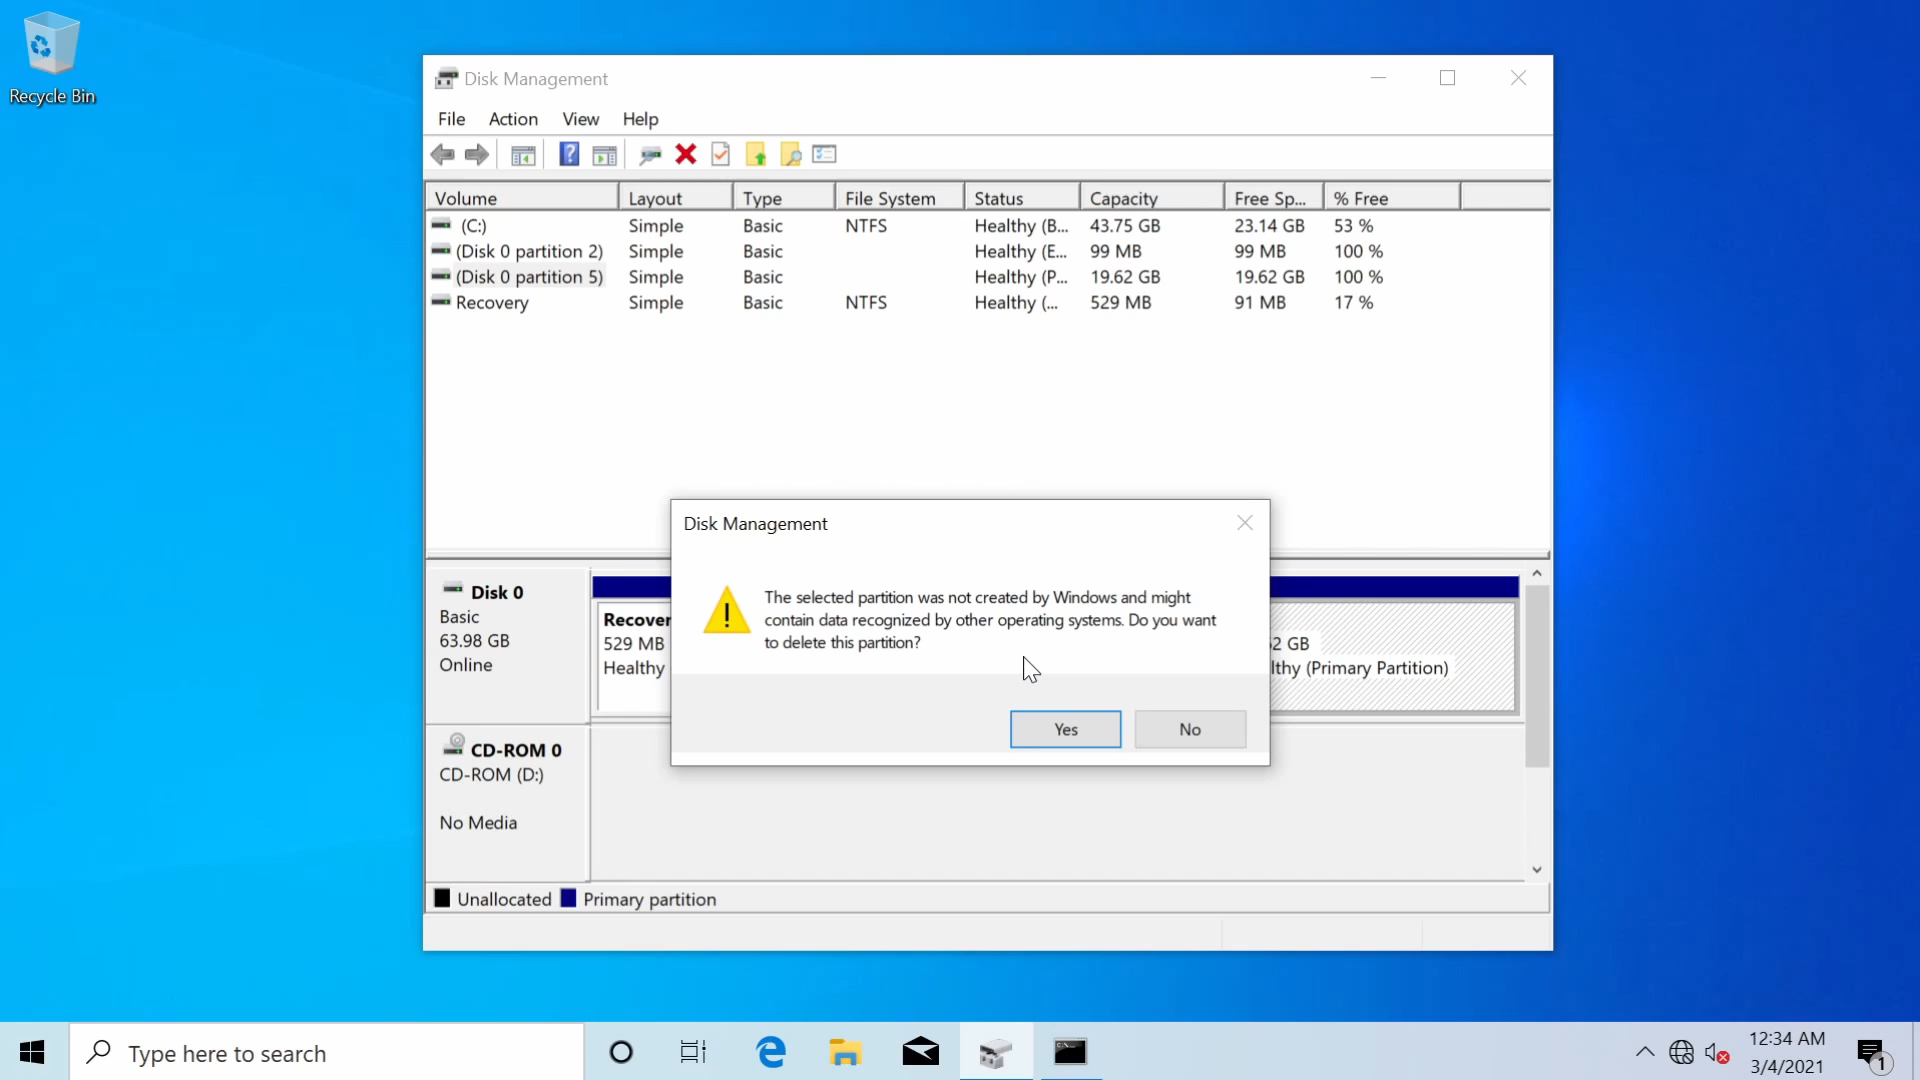 Recycle Bin
Disk Management
File Action View Help
Volume Layout Type File System Status Capacity Free Sp... % Free
(C:) Simple Basic NTFS Healthy (B... 43.75 GB 23.14 GB 53 %
(Disk 0 partition 2) Simple Basic Healthy (E... 99 MB 99 MB 100 %
(Disk 0 partition 5) Simple Basic Healthy (P... 19.62 GB 19.62 GB 100 %
Recovery Simple Basic NTFS Healthy (... 529 MB 91 MB 17 %
Disk Management
The selected partition was not created by Windows and might
contain data recognized by other operating systems. Do you want
to delete this partition?
Yes No
Disk 0
Basic
63.98 GB
Online
Recover
529 MB
Healthy
2 GB
lthy (Primary Partition)
CD-ROM 0
CD-ROM (D:)
No Media
Unallocated Primary partition
Type here to search
12:34 AM
3/4/2021
1